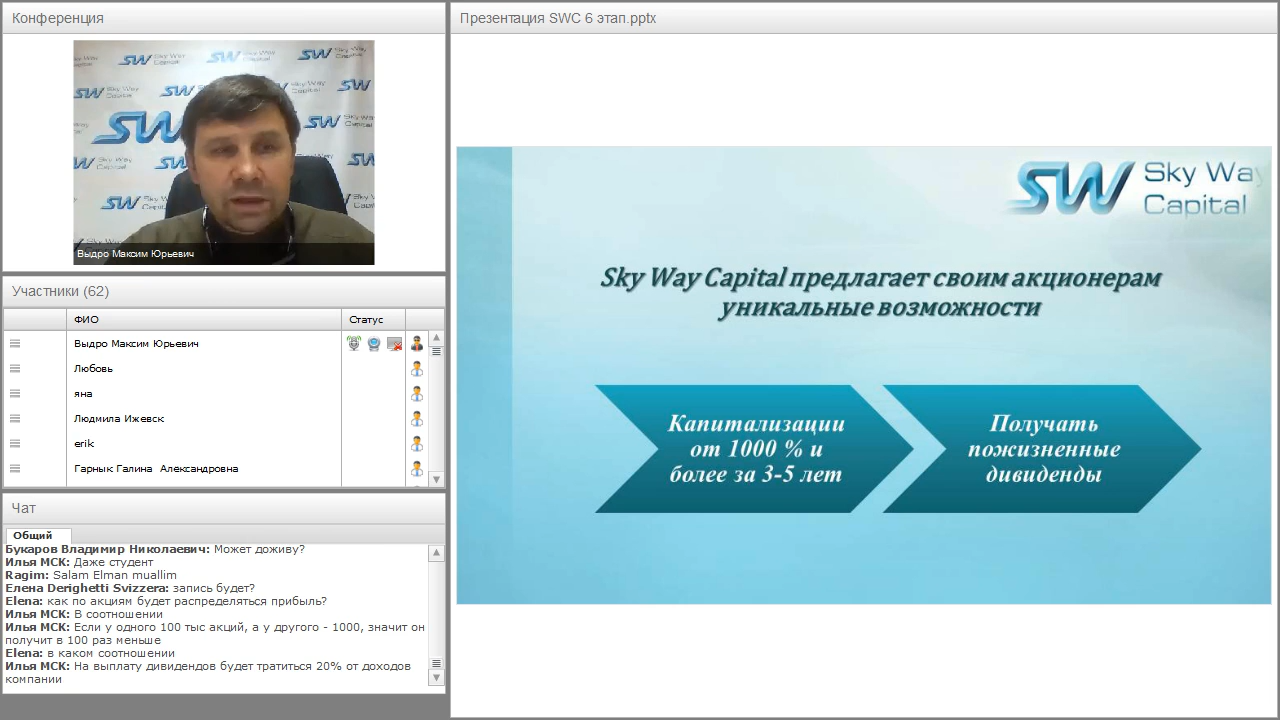 Конференция
SW Sky Way Capital
Выдро Максим Юрьевич
Участники (62)
ФИО
Статус
Выдро Максим Юрьевич
Любовь
яна
Людмила Ижевск
erik
Гарнык Галина Александровна
Чат
Общий
Букаров Владимир Николаевич: Может доживу?
Илья МСК: Даже студент
Ragim: Salam Elman muallim
Елена Derighetti Svizzera: запись будет?
Elena: как по акциям будет распределяться прибыль?
Илья МСК: В соотношении
Илья МСК: Если у одного 100 тыс акций, а у другого - 1000, значит он
получит в 100 раз меньше
Elena: в каком соотношении
Илья МСК: На выплату дивидендов будет тратиться 20% от доходов
компании
Презентация SWC 6 этап.pptx
SW Sky Way
Capital
Sky Way Capital предлагает своим акционерам
уникальные возможности
Капитализации
от 1000 % и
более за 3-5 лет
Получать
пожизненные
дивиденды